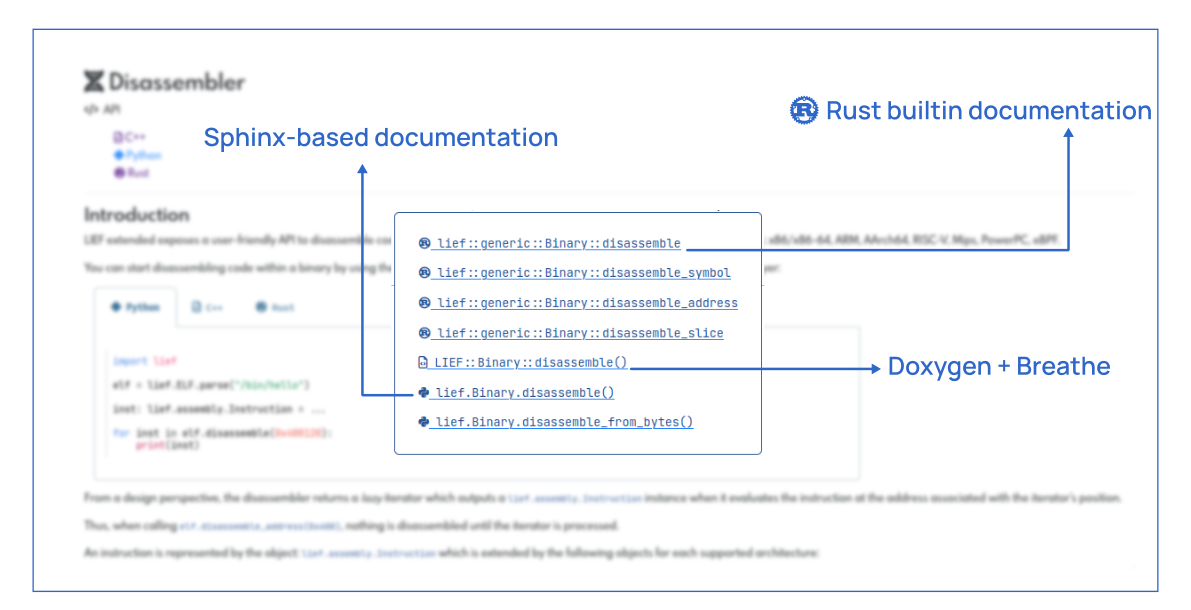 Disassembler
API
C++
Rust builtin documentation
Sphinx-based documentation
Python
Rust
Introduction
LIEF extended exposes a user-friendly API to disassemble
x86/x86-64, ARM, AArch64, RISC-V, Mips, PowerPC, eBPF.
You can start disassembling code within a binary by using the
lief::generic::Binary::disassemble
lief::generic::Binary::disassemble_symbol
lief::generic::Binary::disassemble_address
lief::generic::Binary::disassemble_slice
LIEF::Binary::disassemble()
lief.Binary.disassemble()
lief.Binary.disassemble_from_bytes()
Doxygen + Breathe
Python
C++
Rust
import lief
elf = lief.ELF.parse("/bin/hello")
inst: lief.assembly.Instruction = ...
for inst in elf.disassemble(0x400120):
print(inst)
From a design perspective, the disassembler returns a lazy iterator which outputs a lief.assembly.Instruction instance when it evaluates the instruction at the address associated with the iterator's position.
Thus, when calling elf.disassemble_address(0x400), nothing is disassembled until the iterator is processed.
An instruction is represented by the object lief.assembly.Instruction which is extended by the following objects for each supported architecture: